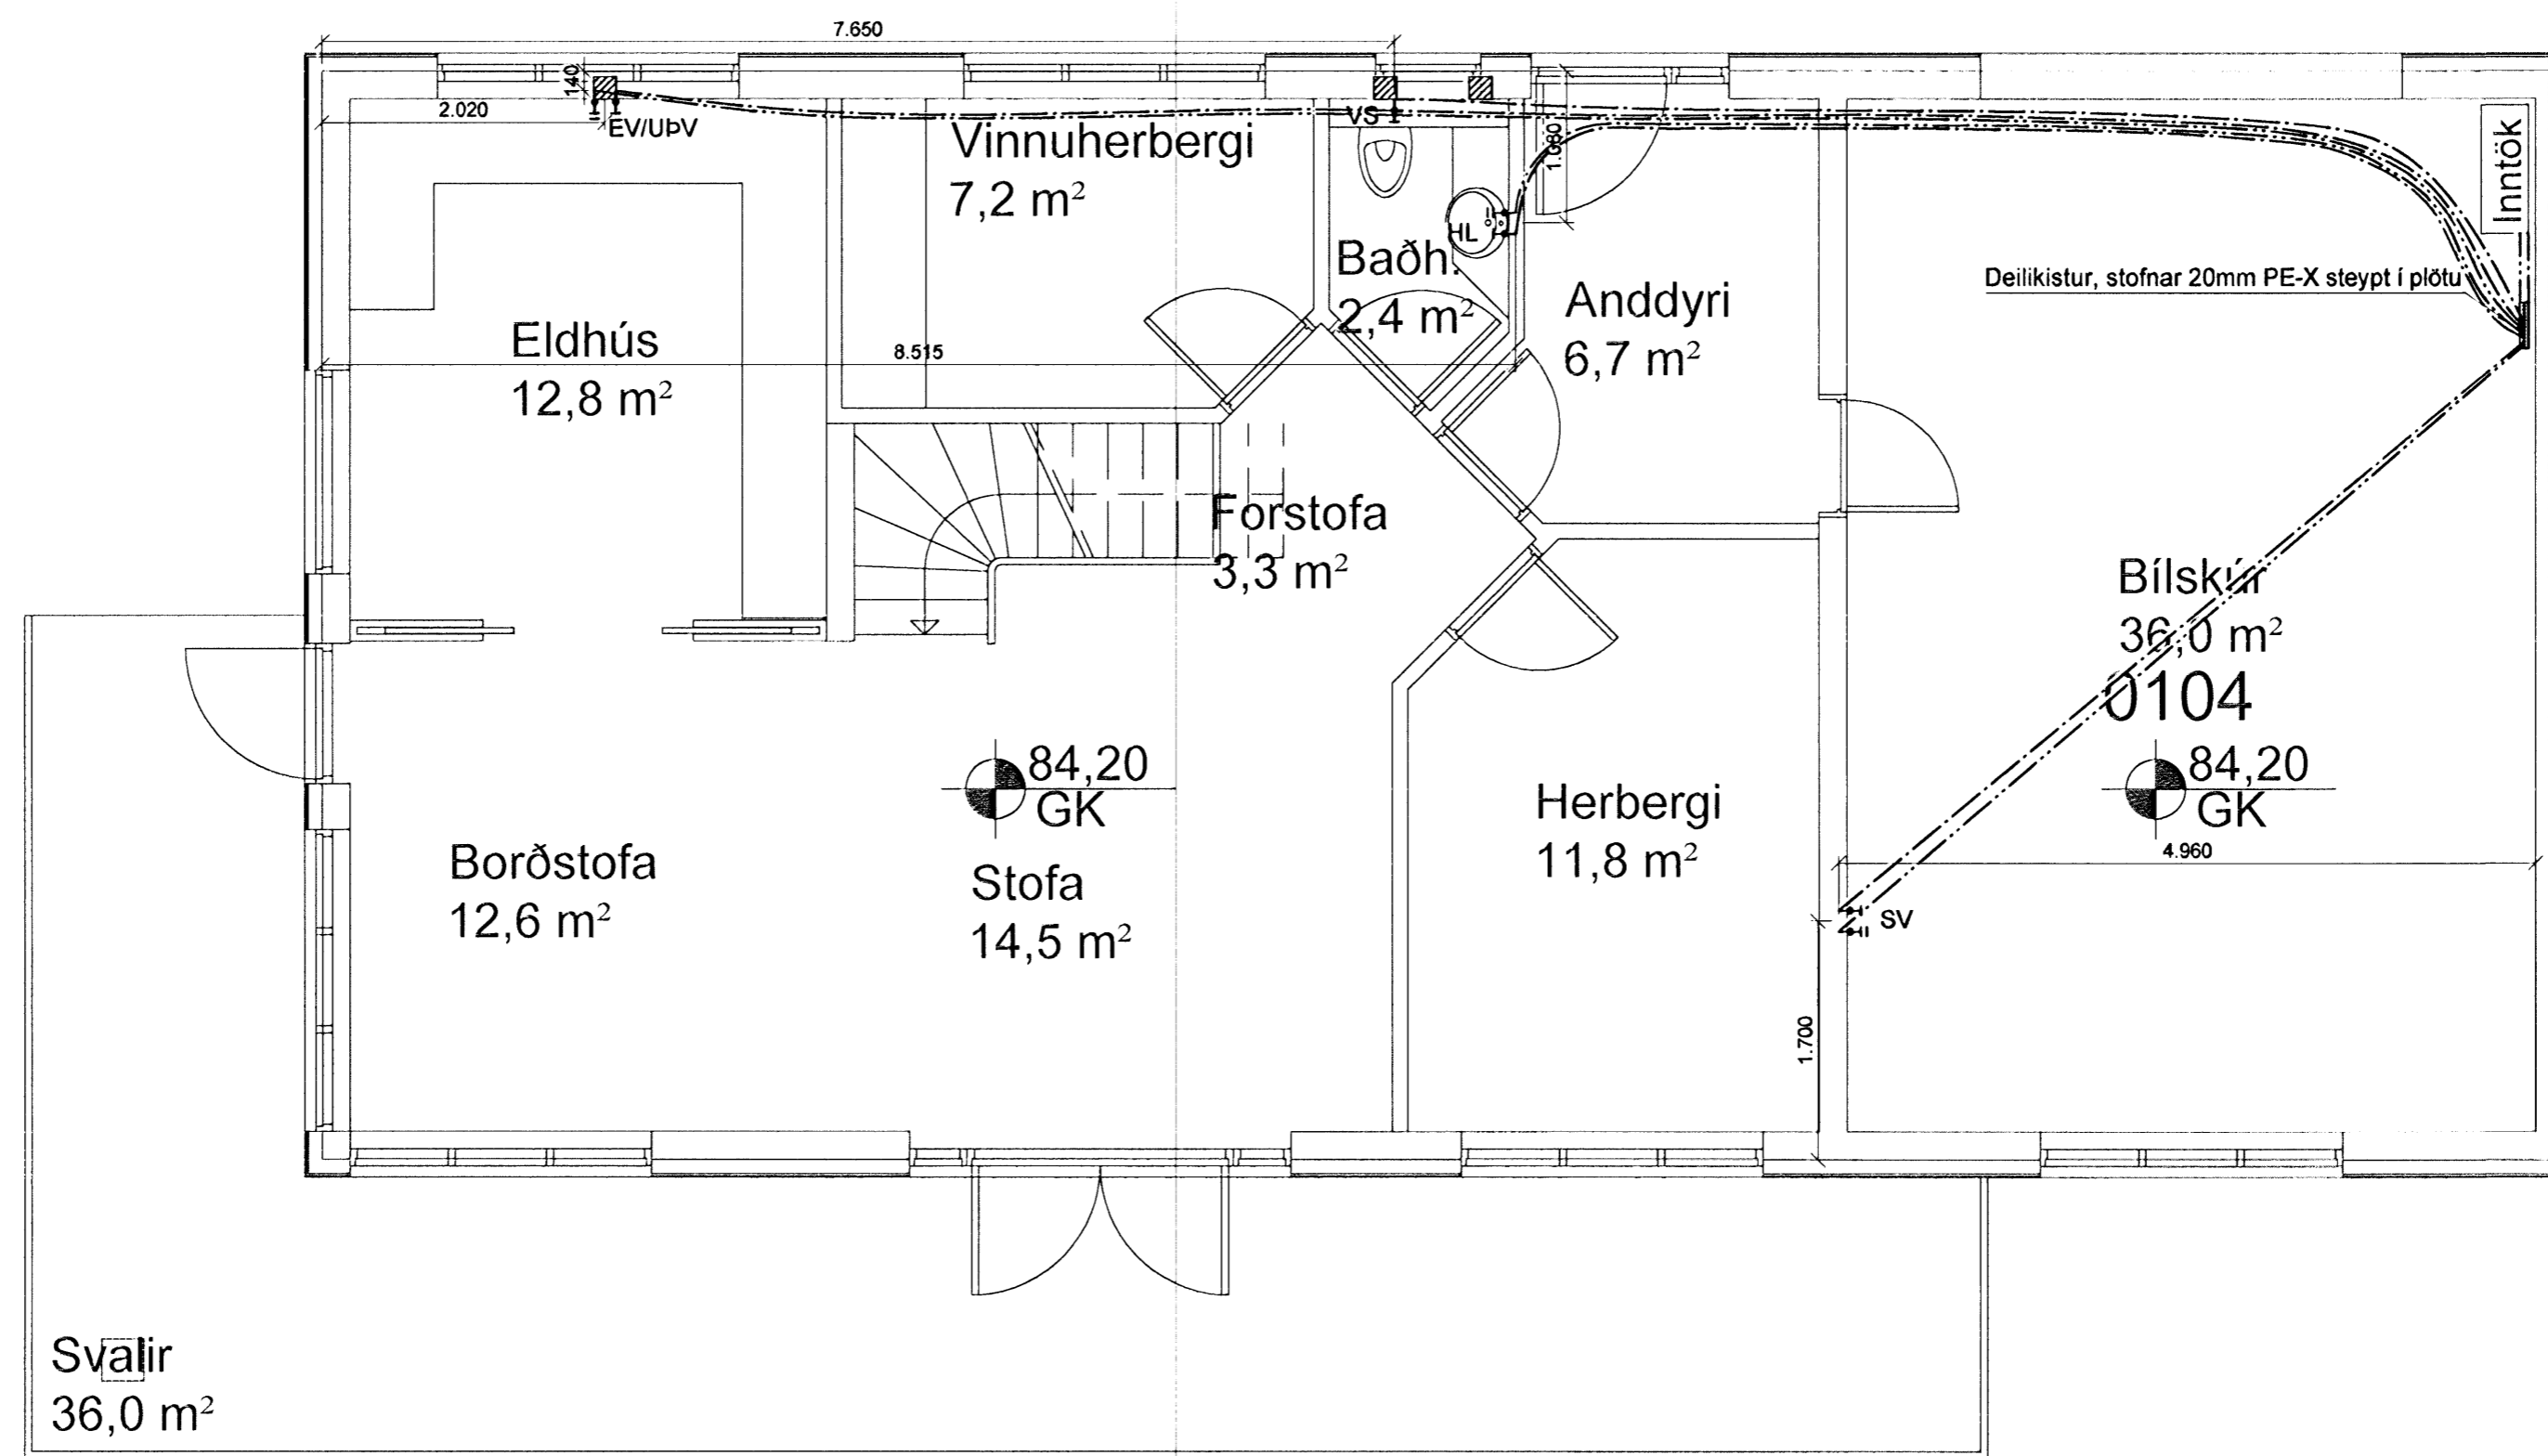 7.650
140
2.020
EV/UÞV
VS
Vinnuherbergi
7,2 m²
1.080
Inntök
HL
Baðh.
2,4 m²
Deilikistur, stofnar 20mm PE-X steypt í plötu
Anddyri
6,7 m²
Eldhús
12,8 m²
8.515
Forstofa
3,3 m²
Bílskúr
36,0 m²
0104
84,20
GK
84,20
GK
4.960
Herbergi
11,8 m²
Borðstofa
12,6 m²
Stofa
14,5 m²
SV
1.700
Svalir
36,0 m²